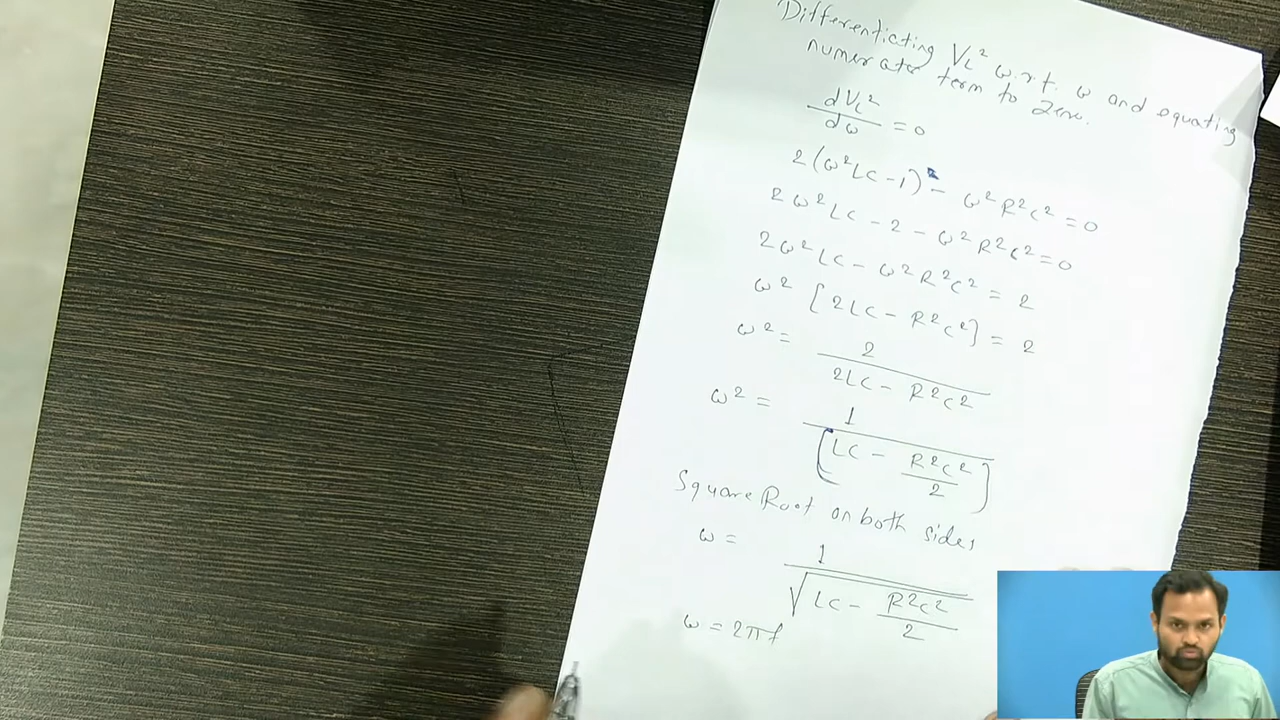 Differenticting VL² w.r.t. ω and equating
numerator term to zero.
dVL²/dω = 0
2(ω²LC-1) - ω²R²C² = 0
2ω²LC - 2 - ω²R²C² = 0
2ω²LC - ω²R²C² = 2
ω² [2LC - R²C²] = 2
ω² = 2/2LC - R²C²
ω² = 1/(LC - R²C²/2)
Square Root on both sides
ω = 1/√LC - R²C²/2
ω = 2πf